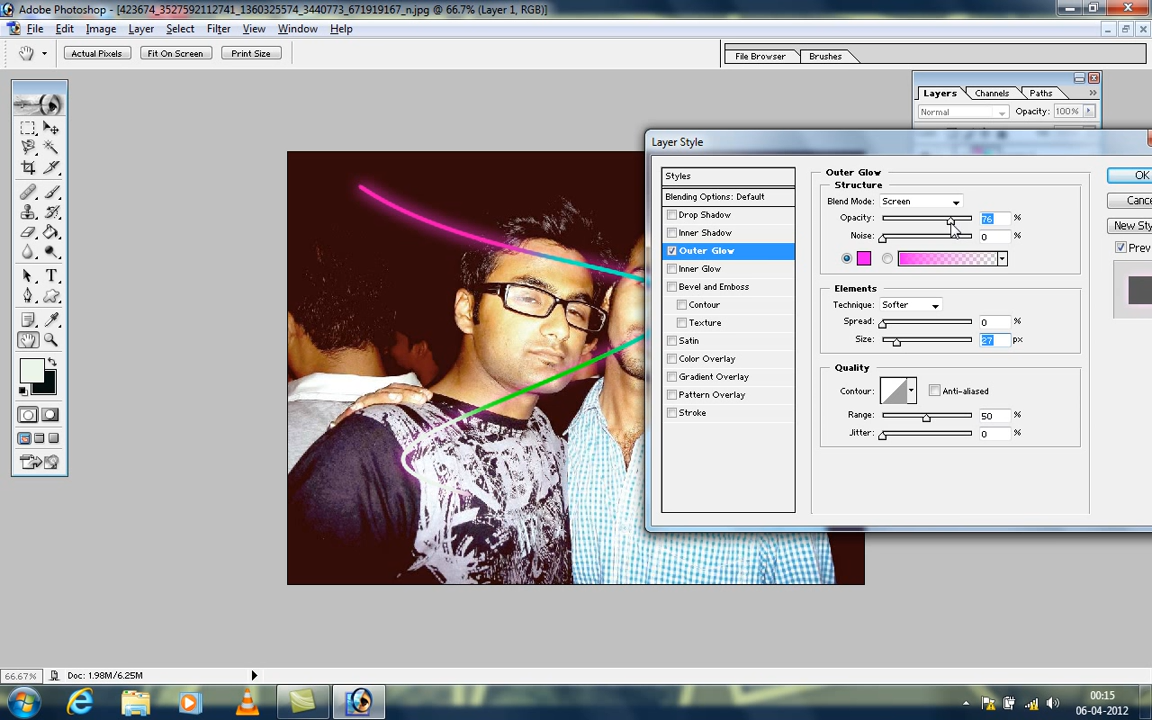 Adobe Photoshop - [423674_3527592112741_1360325574_3440773_671919167_n.jpg @ 66.7% (Layer 1, RGB)]
File Edit Image Layer Select Filter View Window Help
Actual Pixels Fit On Screen Print Size File Browser Brushes
Layers Channels Paths
Normal Opacity: 100%
Layer Style
Styles
Blending Options: Default
Drop Shadow
Inner Shadow
Outer Glow
Inner Glow
Bevel and Emboss
Contour
Texture
Satin
Color Overlay
Gradient Overlay
Pattern Overlay
Stroke
Outer Glow
Structure
Blend Mode: Screen
Opacity: 76 %
Noise: 0 %
Elements
Technique: Softer
Spread: 0 %
Size: 27 px
Quality
Contour: Anti-aliased
Range: 50 %
Jitter: 0 %
OK
Cance
New Sty
Prev
66.67% Doc: 1.98M/6.25M
00:15
06-04-2012